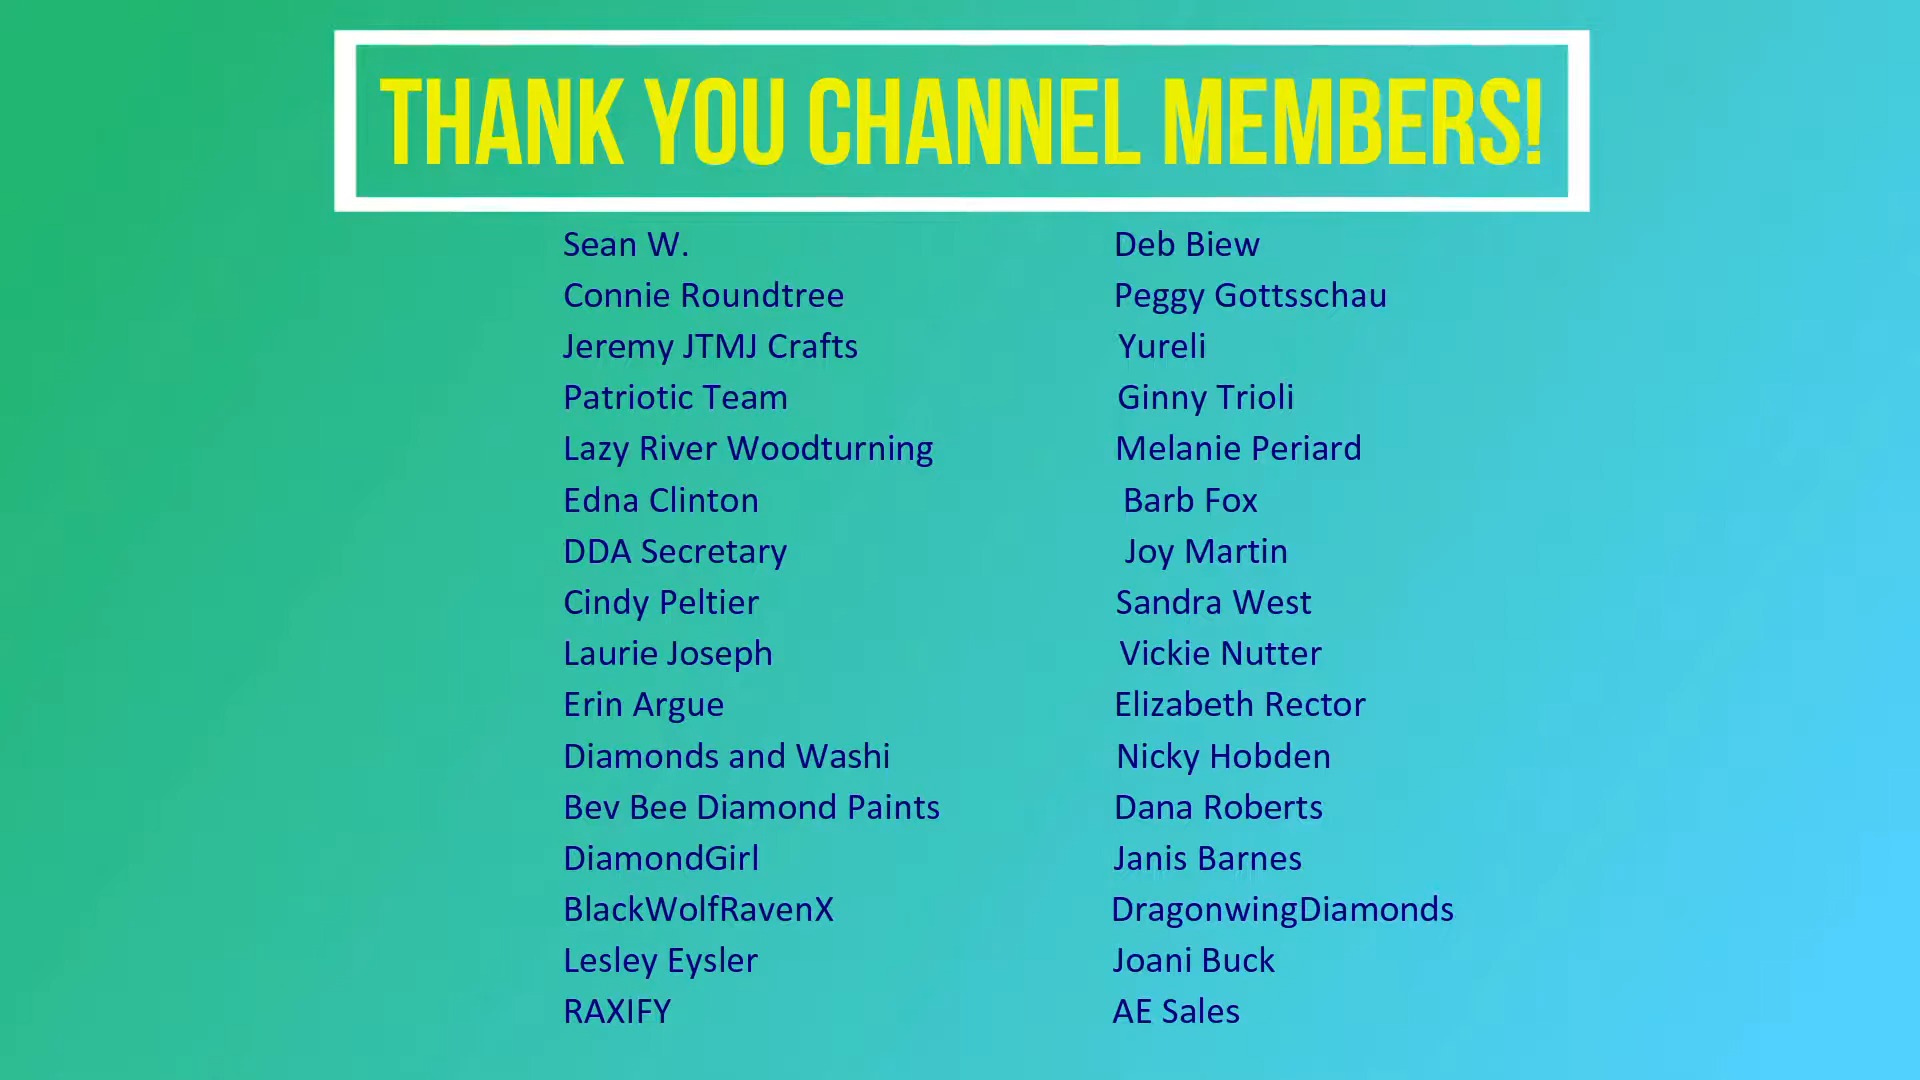 THANK YOU CHANNEL MEMBERS!
Sean W. Deb Biew
Connie Roundtree Peggy Gottsschau
Jeremy JTMJ Crafts Yureli
Patriotic Team Ginny Trioli
Lazy River Woodturning Melanie Periard
Edna Clinton Barb Fox
DDA Secretary Joy Martin
Cindy Peltier Sandra West
Laurie Joseph Vickie Nutter
Erin Argue Elizabeth Rector
Diamonds and Washi Nicky Hobden
Bev Bee Diamond Paints Dana Roberts
DiamondGirl Janis Barnes
BlackWolfRavenX DragonwingDiamonds
Lesley Eysler Joani Buck
RAXIFY AE Sales